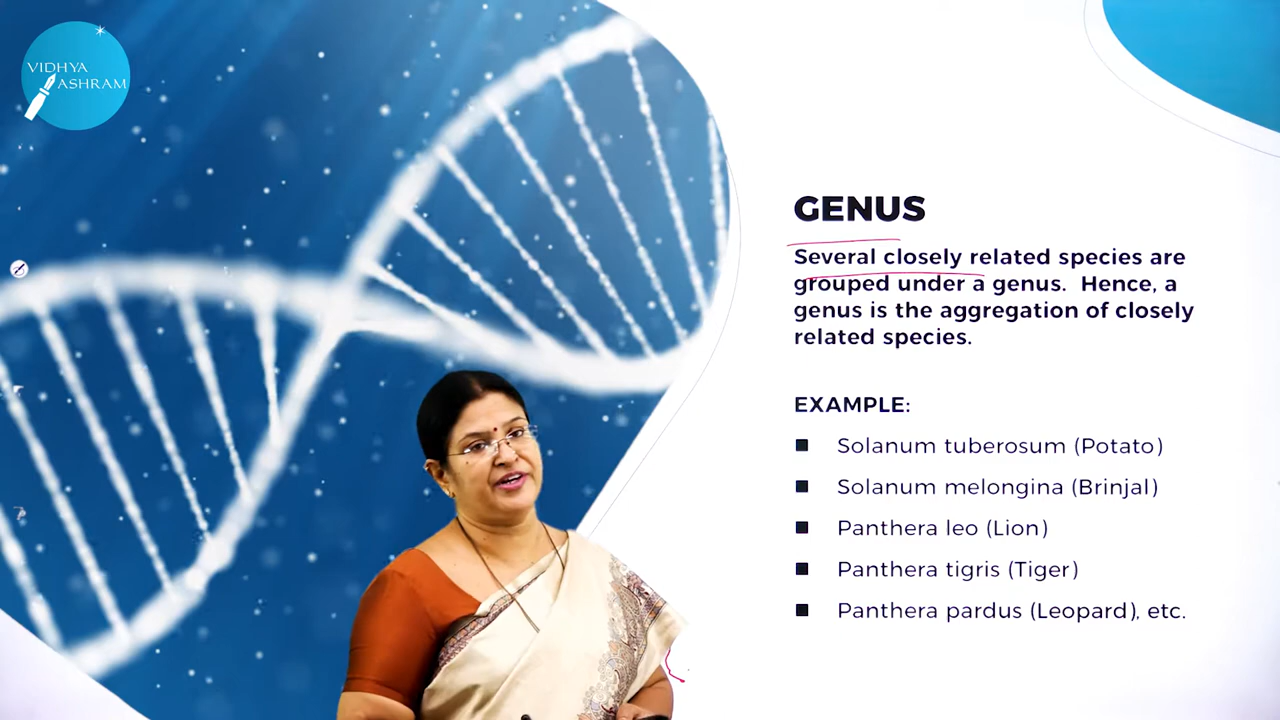 VIDHYA
ASHRAM
GENUS
Several closely related species are
grouped under a genus. Hence, a
genus is the aggregation of closely
related species.
EXAMPLE:
Solanum tuberosum (Potato)
Solanum melongina (Brinjal)
Panthera leo (Lion)
Panthera tigris (Tiger)
Panthera pardus (Leopard), etc.